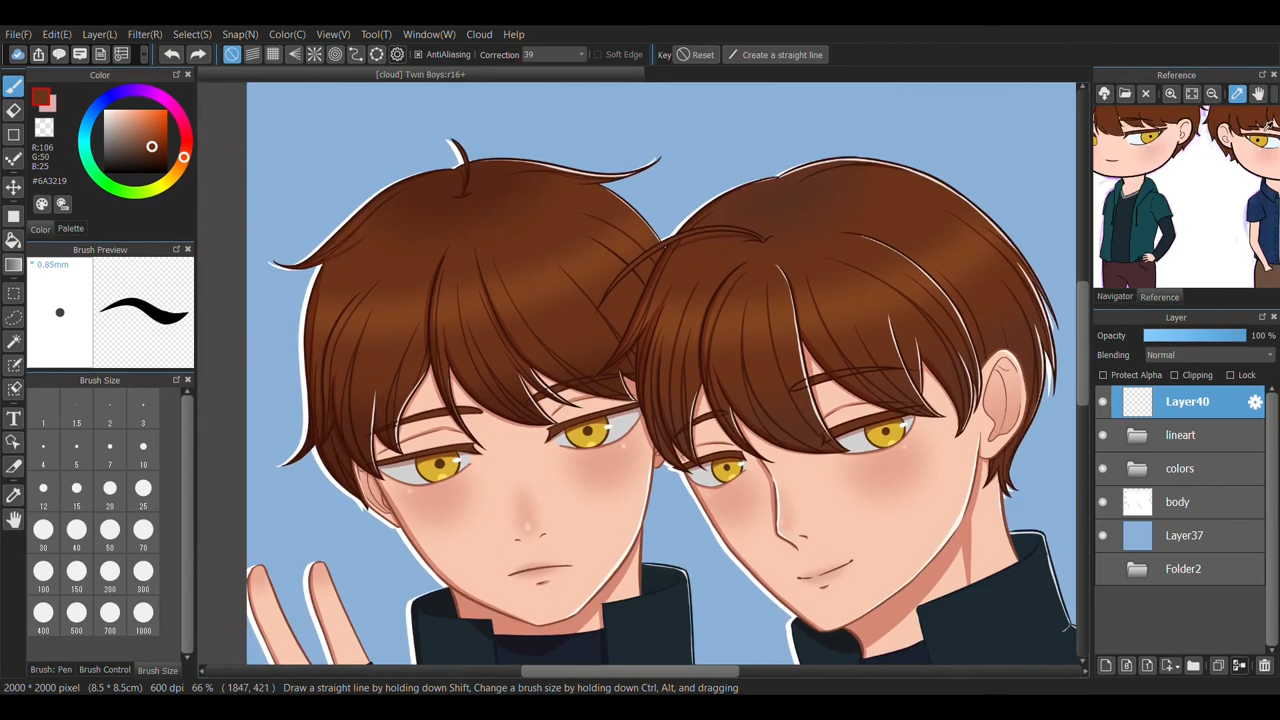 File(F) Edit(E) Layer(L) Filter(R) Select(S) Snap(N) Color(C) View(V) Tool(T) Window(W) Cloud Help
AntiAliasing Correction 39 Soft Edge Key Reset Create a straight line
Color
[cloud] Twin Boys:r16+
Reference
R:106
G:50
B:25
#6A3219
Color Palette
Brush Preview
* 0.85mm
Navigator Reference
Layer
Opacity 100 %
Blending Normal
Protect Alpha Clipping Lock
Layer40
lineart
colors
body
Layer37
Folder2
Brush Size
1 1.5 2 3
4 5 7 10
12 15 20 25
30 40 50 70
100 150 200 300
400 500 700 1000
Brush: Pen Brush Control Brush Size
2000 * 2000 pixel (8.5 * 8.5cm) 600 dpi 66 % ( 1847, 421 ) Draw a straight line by holding down Shift, Change a brush size by holding down Ctrl, Alt, and dragging